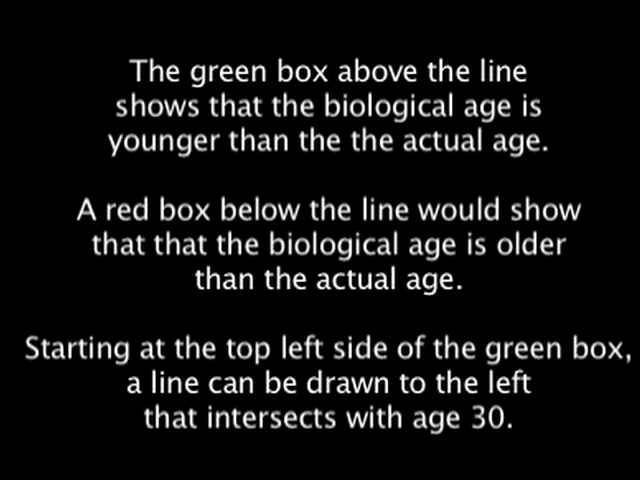 The green box above the line
shows that the biological age is
younger than the the actual age.
A red box below the line would show
that that the biological age is older
than the actual age.
Starting at the top left side of the green box,
a line can be drawn to the left
that intersects with age 30.